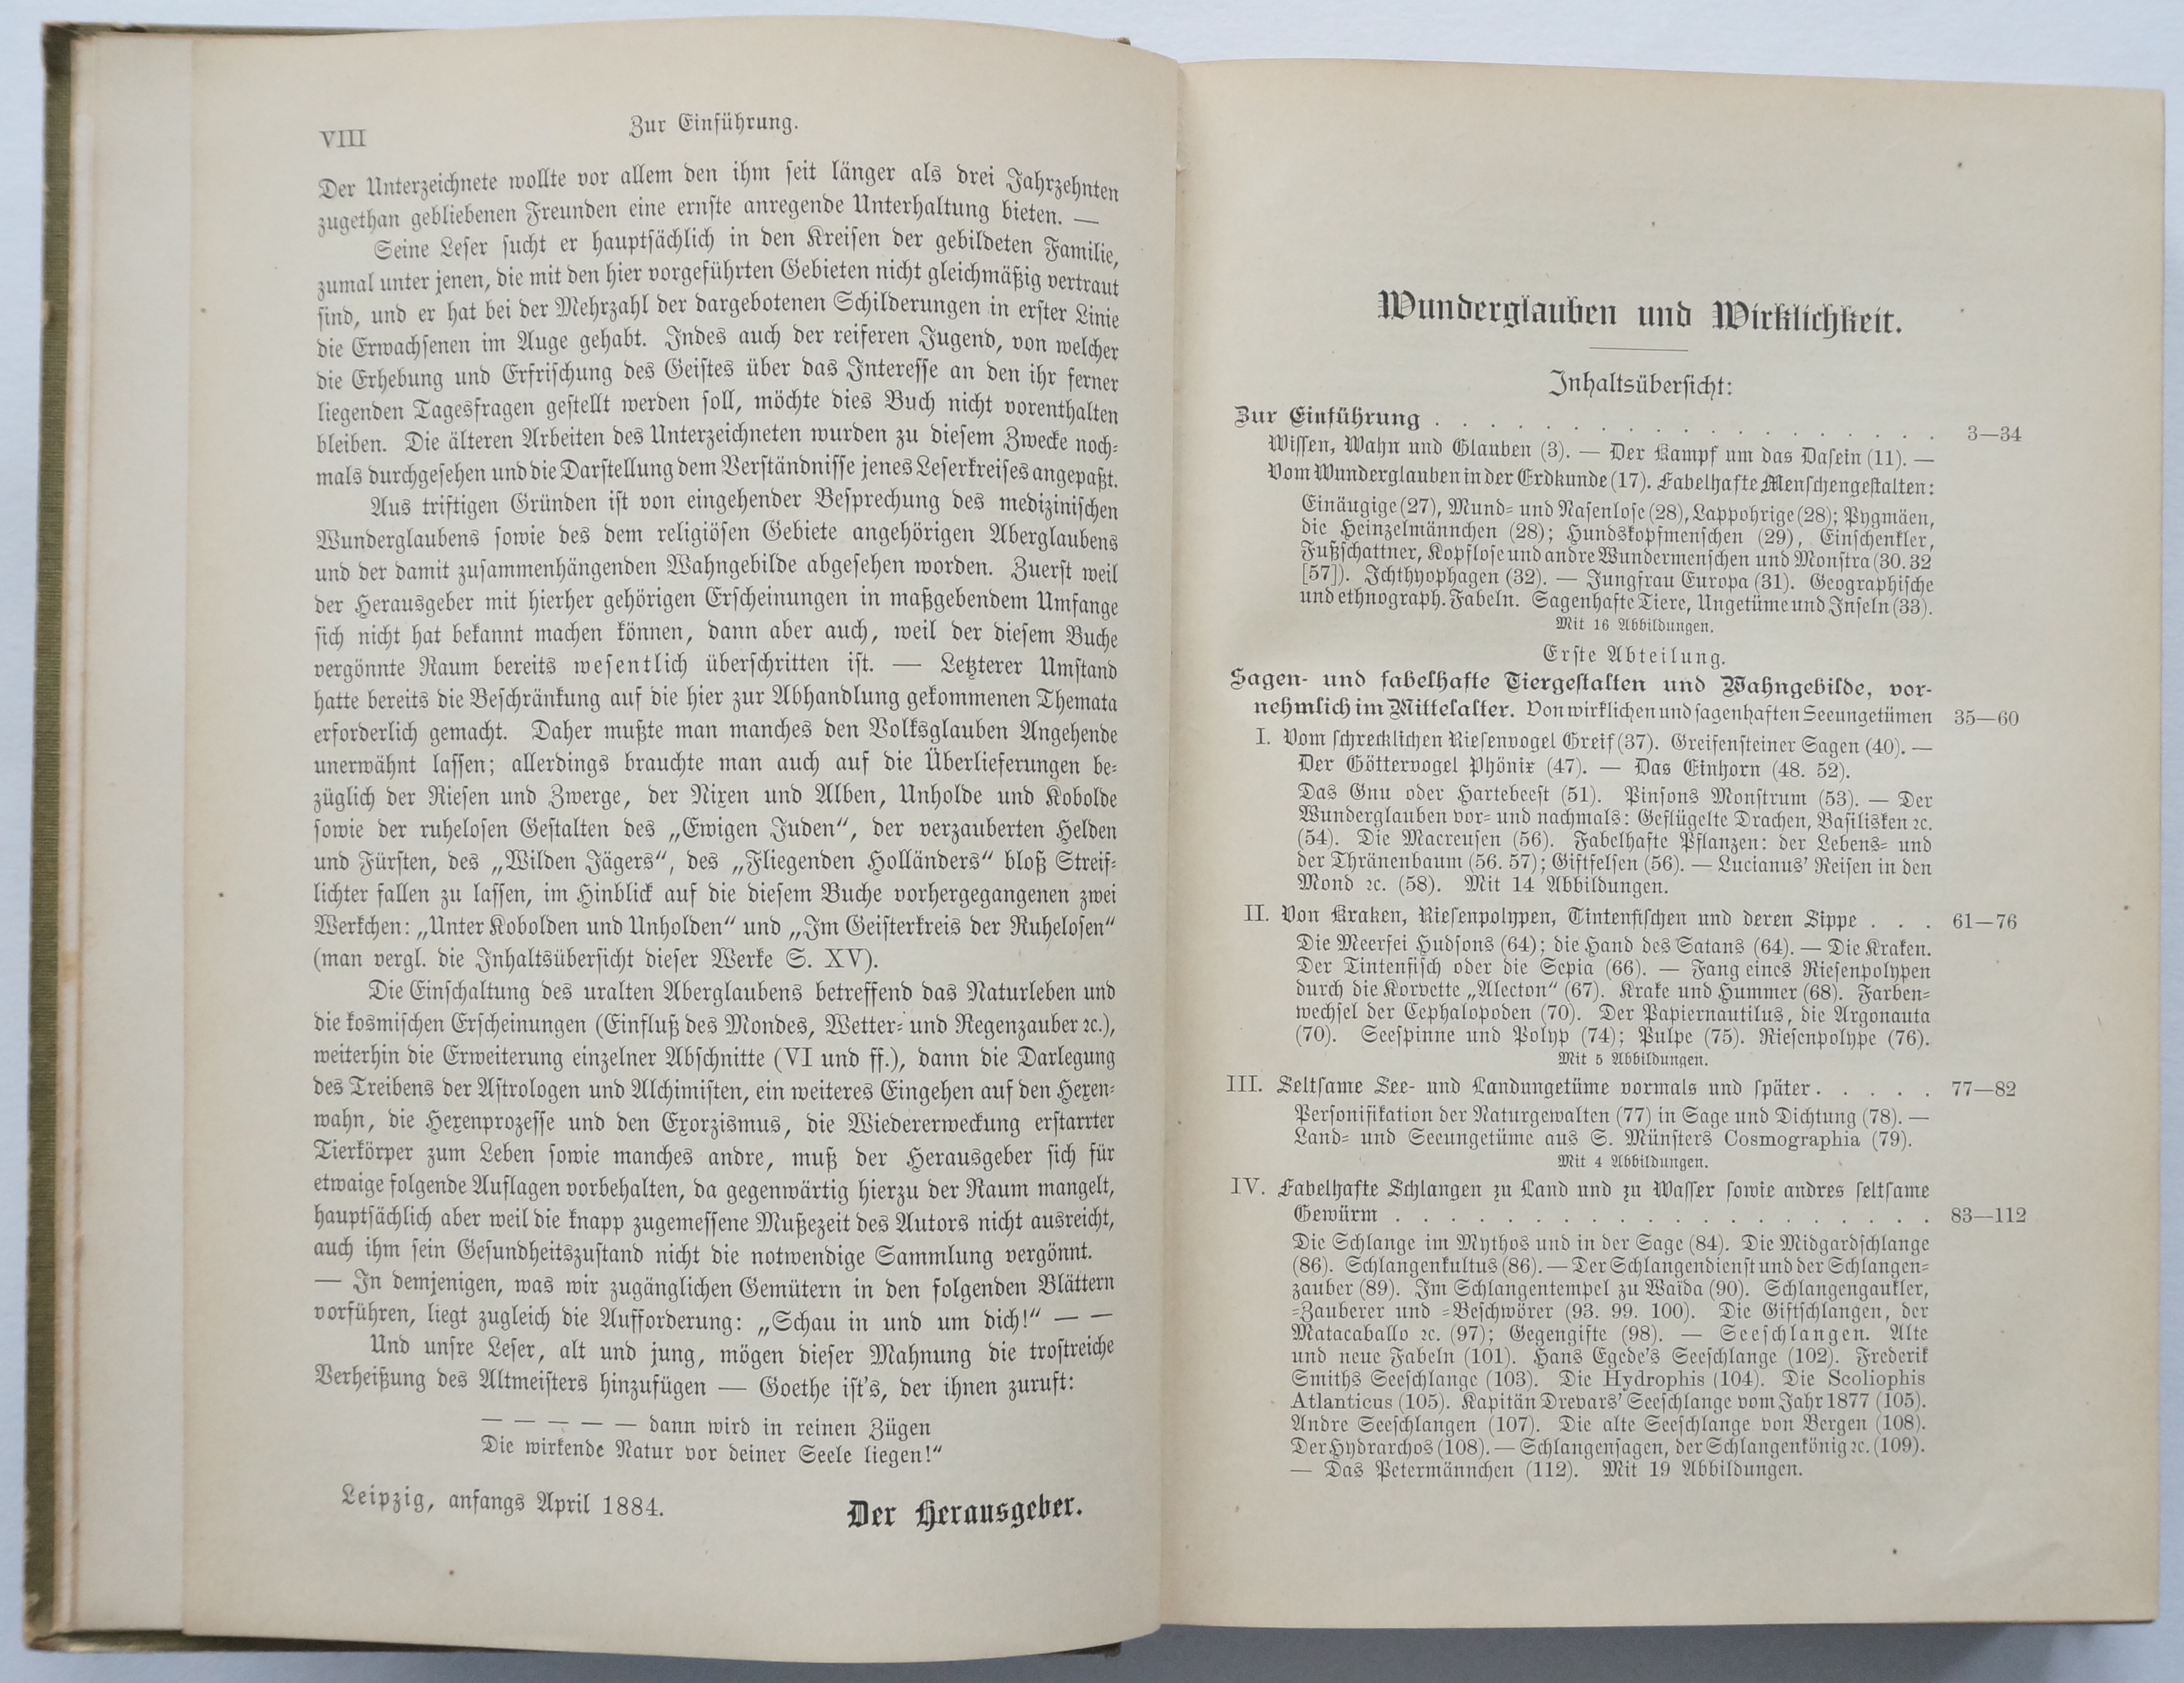 VIII
Zur Einführung.
Der Unterzeichnete wollte vor allem den ihm seit länger als drei Jahrzehnten
zugethan gebliebenen Freunden eine ernste anregende Unterhaltung bieten. —
Seine Leser sucht er hauptsächlich in den Kreisen der gebildeten Familie,
zumal unter jenen, die mit den hier vorgeführten Gebieten nicht gleichmäßig vertraut
sind, und er hat bei der Mehrzahl der dargebotenen Schilderungen in erster Linie
die Erwachsenen im Auge gehabt. Indes auch der reiferen Jugend, von welcher
die Erhebung und Erfrischung des Geistes über das Interesse an den ihr ferner
liegenden Tagesfragen gestellt werden soll, möchte dies Buch nicht vorenthalten
bleiben. Die älteren Arbeiten des Unterzeichneten wurden zu diesem Zwecke noch-
mals durchgesehen und die Darstellung dem Verständnisse jenes Leserkreises angepaßt.
Aus triftigen Gründen ist von eingehender Besprechung des medizinischen
Wunderglaubens sowie des dem religiösen Gebiete angehörigen Aberglaubens
und der damit zusammenhängenden Wahngebilde abgesehen worden. Zuerst weil
der Herausgeber mit hierher gehörigen Erscheinungen in maßgebendem Umfange
sich nicht hat bekannt machen können, dann aber auch, weil der diesem Buche
vergönnte Raum bereits wesentlich überschritten ist. — Letzterer Umstand
hatte bereits die Beschränkung auf die hier zur Abhandlung gekommenen Themata
erforderlich gemacht. Daher mußte man manches den Volksglauben Angehende
unerwähnt lassen; allerdings brauchte man auch auf die Überlieferungen be-
züglich der Riesen und Zwerge, der Nixen und Alben, Unholde und Kobolde
sowie der ruhelosen Gestalten des „Ewigen Juden“, der verzauberten Helden
und Fürsten, des „Wilden Jägers“, des „Fliegenden Holländers“ bloß Streif-
lichter fallen zu lassen, im Hinblick auf die diesem Buche vorhergegangenen zwei
Werkchen: „Unter Kobolden und Unholden“ und „Im Geisterkreis der Ruhelosen“
(man vergl. die Inhaltsübersicht dieser Werke S. XV).
Die Einschaltung des uralten Aberglaubens betreffend das Naturleben und
die kosmischen Erscheinungen (Einfluß des Mondes, Wetter- und Regenzauber ꝛc.),
weiterhin die Erweiterung einzelner Abschnitte (VI und ff.), dann die Darlegung
des Treibens der Astrologen und Alchimisten, ein weiteres Eingehen auf den Hexen-
wahn, die Hexenprozesse und den Exorzismus, die Wiedererweckung erstarrter
Tierkörper zum Leben sowie manches andre, muß der Herausgeber sich für
etwaige folgende Auflagen vorbehalten, da gegenwärtig hierzu der Raum mangelt,
hauptsächlich aber weil die knapp zugemessene Mußezeit des Autors nicht ausreicht,
auch ihm sein Gesundheitszustand nicht die notwendige Sammlung vergönnt.
— In demjenigen, was wir zugänglichen Gemütern in den folgenden Blättern
vorführen, liegt zugleich die Aufforderung: „Schau in und um dich!“ — —
Und unsre Leser, alt und jung, mögen dieser Mahnung die trostreiche
Verheißung des Altmeisters hinzufügen — Goethe ist's, der ihnen zuruft:
— — — — — dann wird in reinen Zügen
Die wirkende Natur vor deiner Seele liegen!“
Leipzig, anfangs April 1884.
Der Herausgeber.
Wunderglauben und Wirklichkeit.
Inhaltsübersicht:
Zur Einführung . . . . . . . . . . . . . . . . . . . 3—34
Wissen, Wahn und Glauben (3). — Der Kampf um das Dasein (11). —
Vom Wunderglauben in der Erdkunde (17). Fabelhafte Menschengestalten:
Einäugige (27), Mund- und Nasenlose (28), Lappohrige (28); Pygmäen,
die Heinzelmännchen (28); Hundskopfmenschen (29), Einschenkler,
Fußschattner, Kopflose und andre Wundermenschen und Monstra (30. 32
[57]). Ichthyophagen (32). — Jungfrau Europa (31). Geographische
und ethnograph. Fabeln. Sagenhafte Tiere, Ungetüme und Inseln (33).
Mit 16 Abbildungen.
Erste Abteilung.
Sagen- und fabelhafte Tiergestalten und Wahngebilde, vor-
nehmlich im Mittelalter. Von wirklichen und sagenhaften Seeungetümen 35—60
I. Vom schrecklichen Riesenvogel Greif (37). Greifensteiner Sagen (40). —
Der Göttervogel Phönix (47). — Das Einhorn (48. 52).
Das Gnu oder Hartebeest (51). Pinsons Monstrum (53). — Der
Wunderglauben vor- und nachmals: Geflügelte Drachen, Basilisken ꝛc.
(54). Die Macreusen (56). Fabelhafte Pflanzen: der Lebens- und
der Thränenbaum (56. 57); Giftfelsen (56). — Lucianus' Reisen in den
Mond ꝛc. (58). Mit 14 Abbildungen.
II. Von Kraken, Riesenpolypen, Tintenfischen und deren Sippe . . . 61—76
Die Meerfei Hudsons (64); die Hand des Satans (64). — Die Kraken.
Der Tintenfisch oder die Sepia (66). — Fang eines Riesenpolypen
durch die Korvette „Alecton“ (67). Krake und Hummer (68). Farben-
wechsel der Cephalopoden (70). Der Papiernautilus, die Argonauta
(70). Seespinne und Polyp (74); Pulpe (75). Riesenpolype (76).
Mit 5 Abbildungen.
III. Seltsame See- und Landungetüme vormals und später . . . . . 77—82
Personifikation der Naturgewalten (77) in Sage und Dichtung (78). —
Land- und Seeungetüme aus S. Münsters Cosmographia (79).
Mit 4 Abbildungen.
IV. Fabelhafte Schlangen zu Land und zu Wasser sowie andres seltsame
Gewürm . . . . . . . . . . . . . . . . . . . . 83—112
Die Schlange im Mythos und in der Sage (84). Die Midgardschlange
(86). Schlangenkultus (86). — Der Schlangendienst und der Schlangen-
zauber (89). Im Schlangentempel zu Waïda (90). Schlangengaukler,
-Zauberer und -Beschwörer (93. 99. 100). Die Giftschlangen, der
Matacaballo ꝛc. (97); Gegengifte (98). — Seeschlangen. Alte
und neue Fabeln (101). Hans Egede's Seeschlange (102). Frederik
Smiths Seeschlange (103). Die Hydrophis (104). Die Scoliophis
Atlanticus (105). Kapitän Drevars' Seeschlange vom Jahr 1877 (105).
Andre Seeschlangen (107). Die alte Seeschlange von Bergen (108).
Der Hydrarchos (108). — Schlangensagen, der Schlangenkönig ꝛc. (109).
— Das Petermännchen (112). Mit 19 Abbildungen.